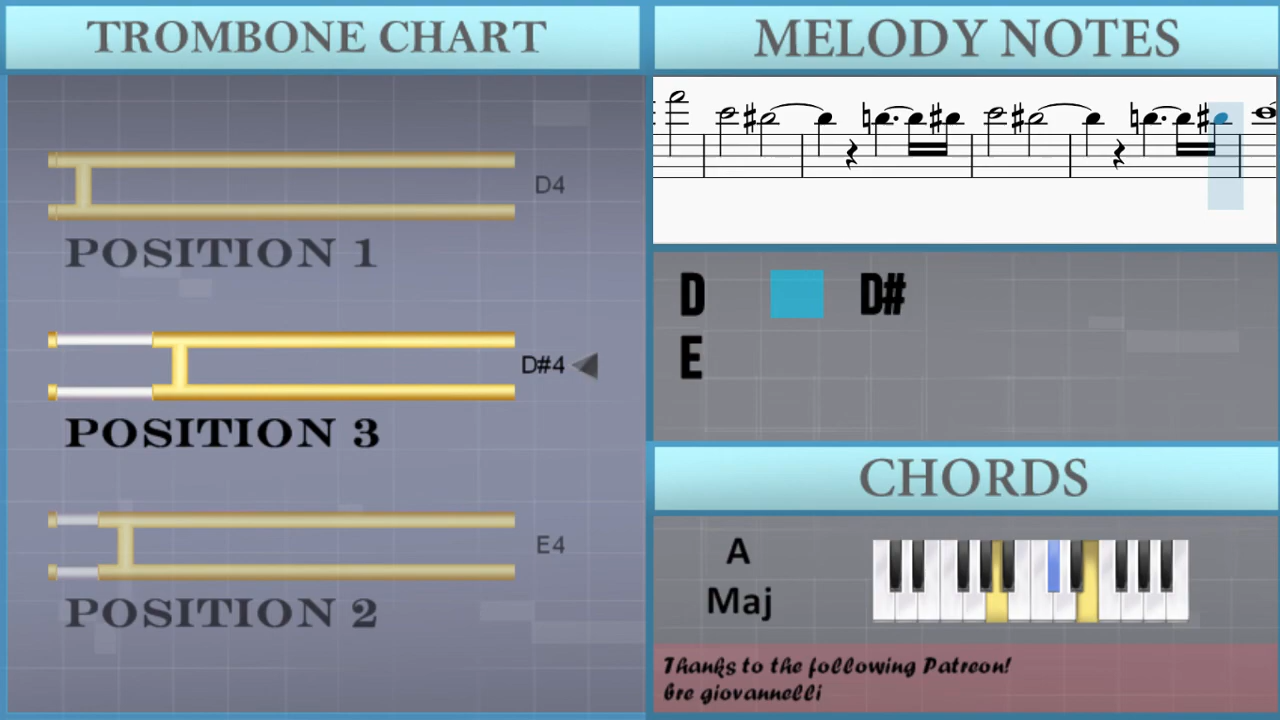 TROMBONE CHART
D4
POSITION 1
D#4
POSITION 3
E4
POSITION 2
MELODY NOTES
D D#
E
CHORDS
A
Maj
Thanks to the following Patreon!
bre giovannelli